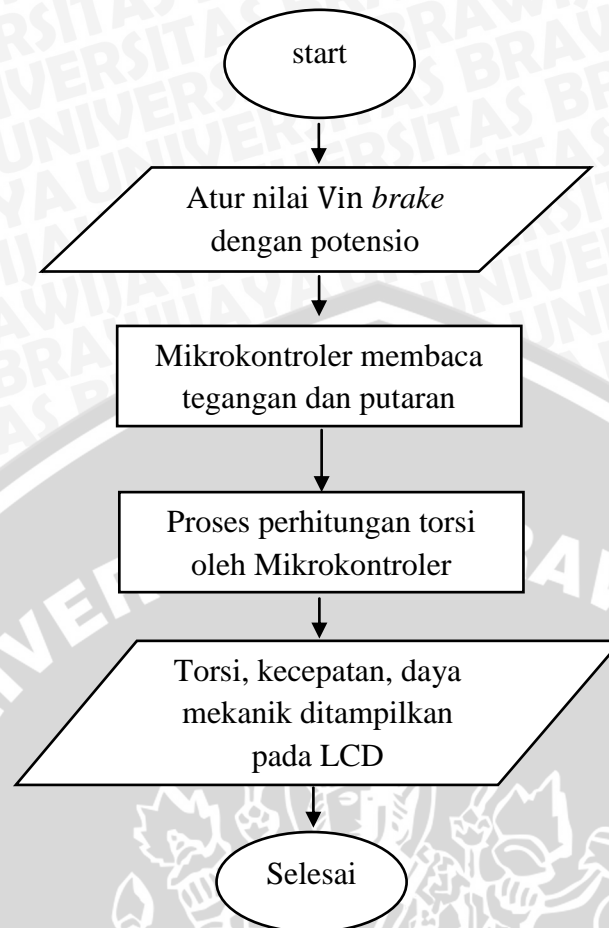 start
Atur nilai Vin brake
dengan potensio
Mikrokontroler membaca
tegangan dan putaran
Proses perhitungan torsi
oleh Mikrokontroler
Torsi, kecepatan, daya
mekanik ditampilkan
pada LCD
Selesai